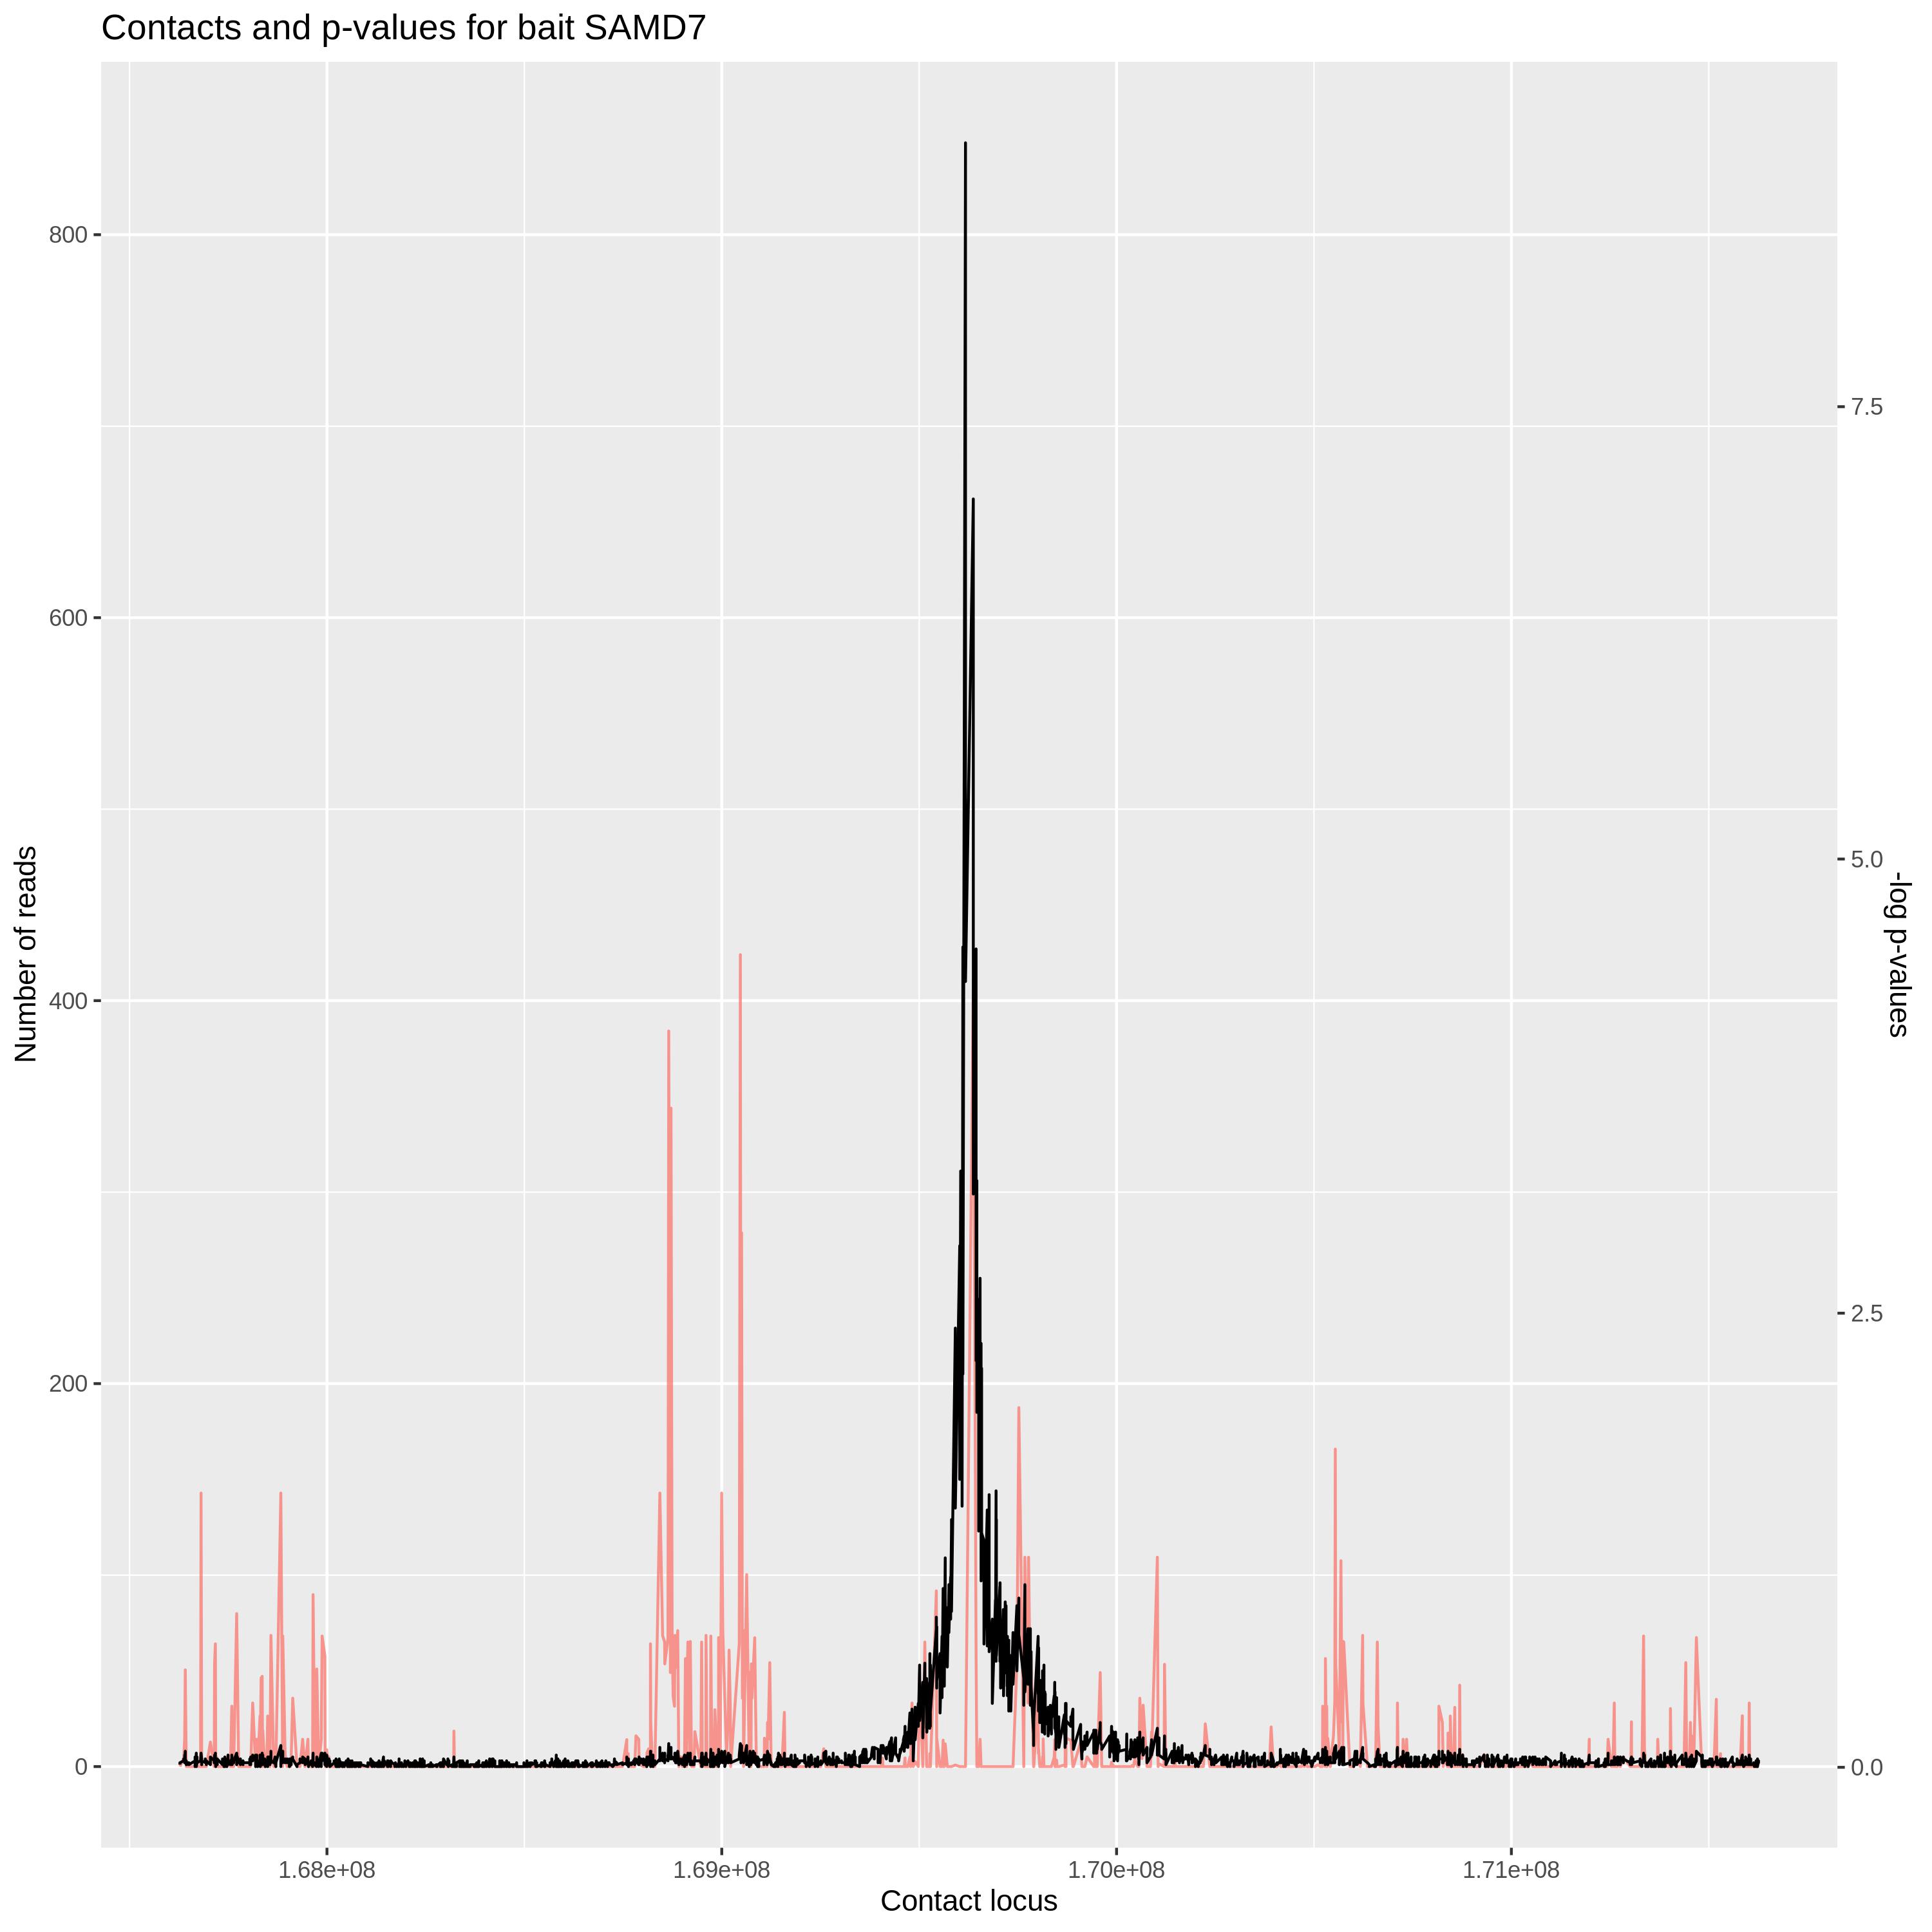 Contacts and p-values for bait SAMD7
800
600
400
200
0
Number of reads
7.5
5.0
2.5
0.0
-log p-values
1.68e+08
1.69e+08
1.70e+08
1.71e+08
Contact locus